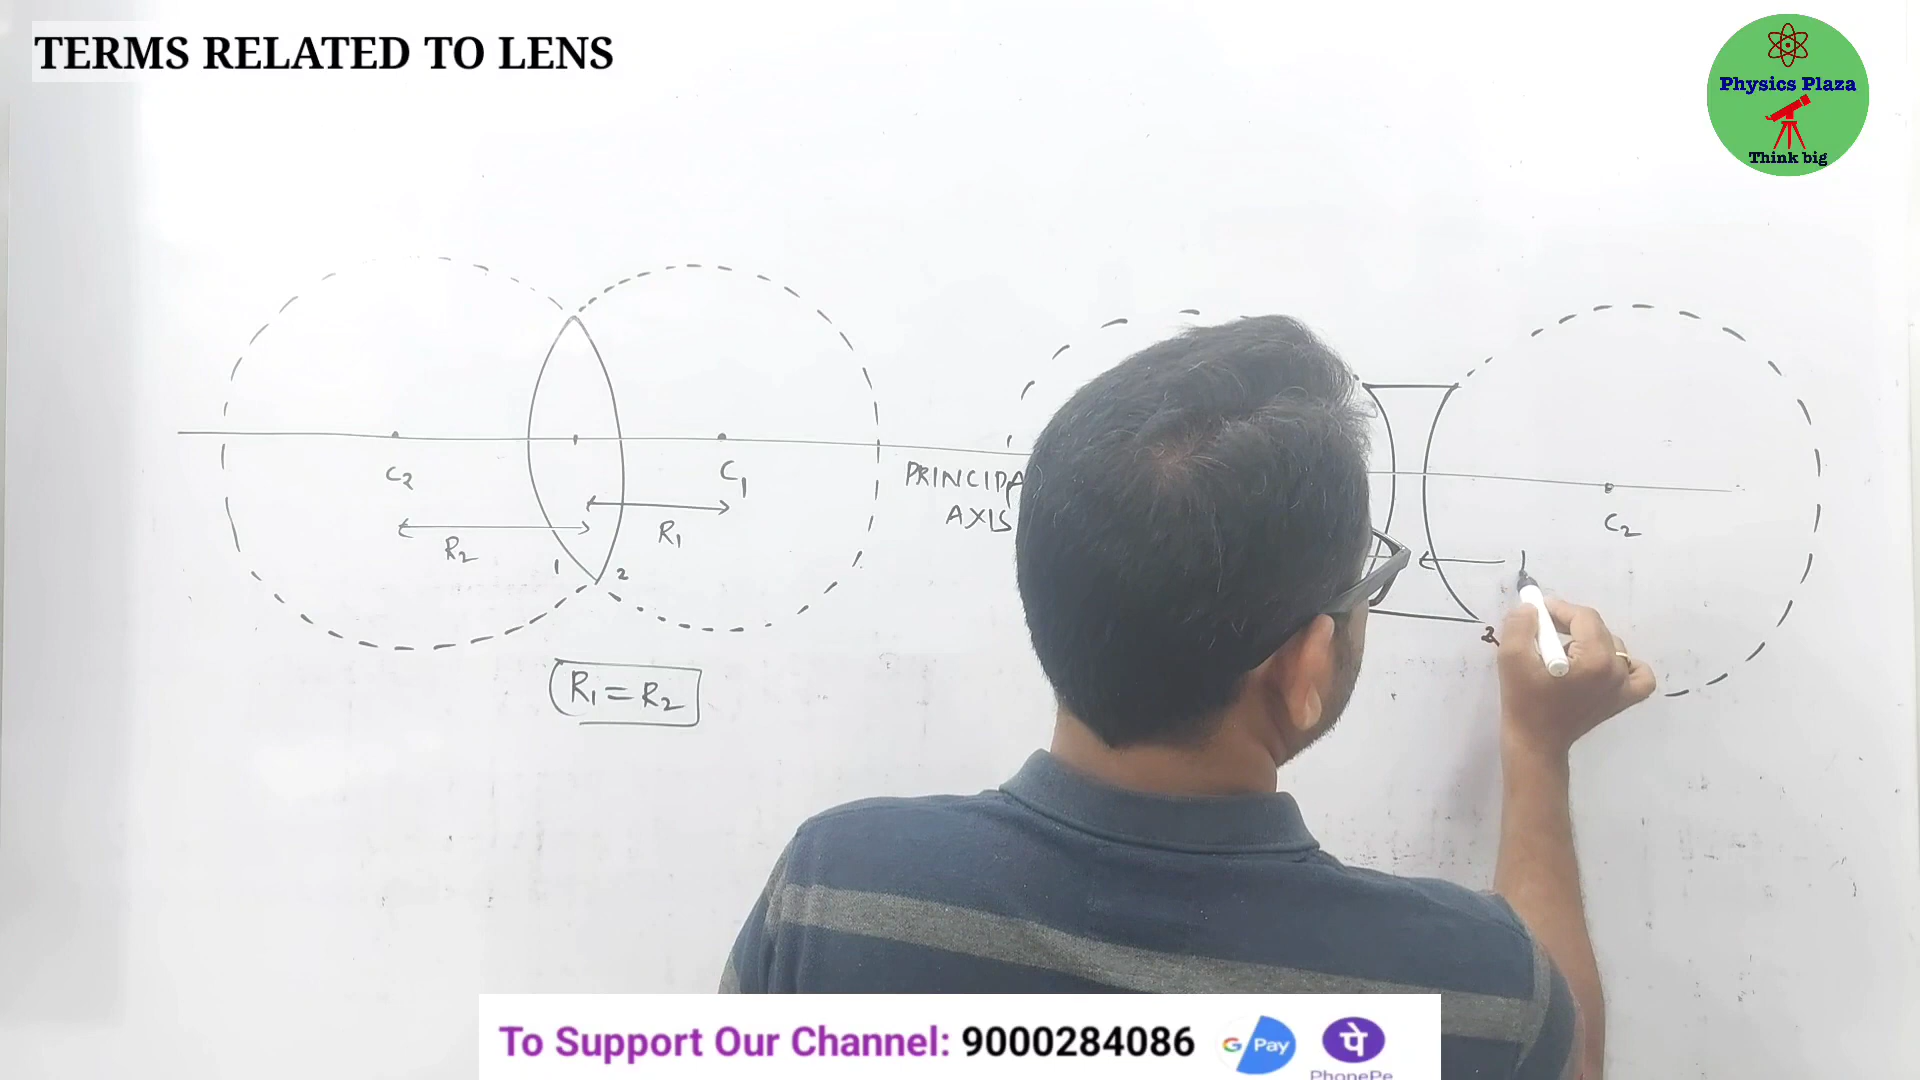 TERMS RELATED TO LENS
Physics Plaza
Think big
C2
C1
PRINCIPA
AXIS
C2
R2
R1
1
2
2
R1 = R2
To Support Our Channel: 9000284086
G Pay
पे
PhonePe